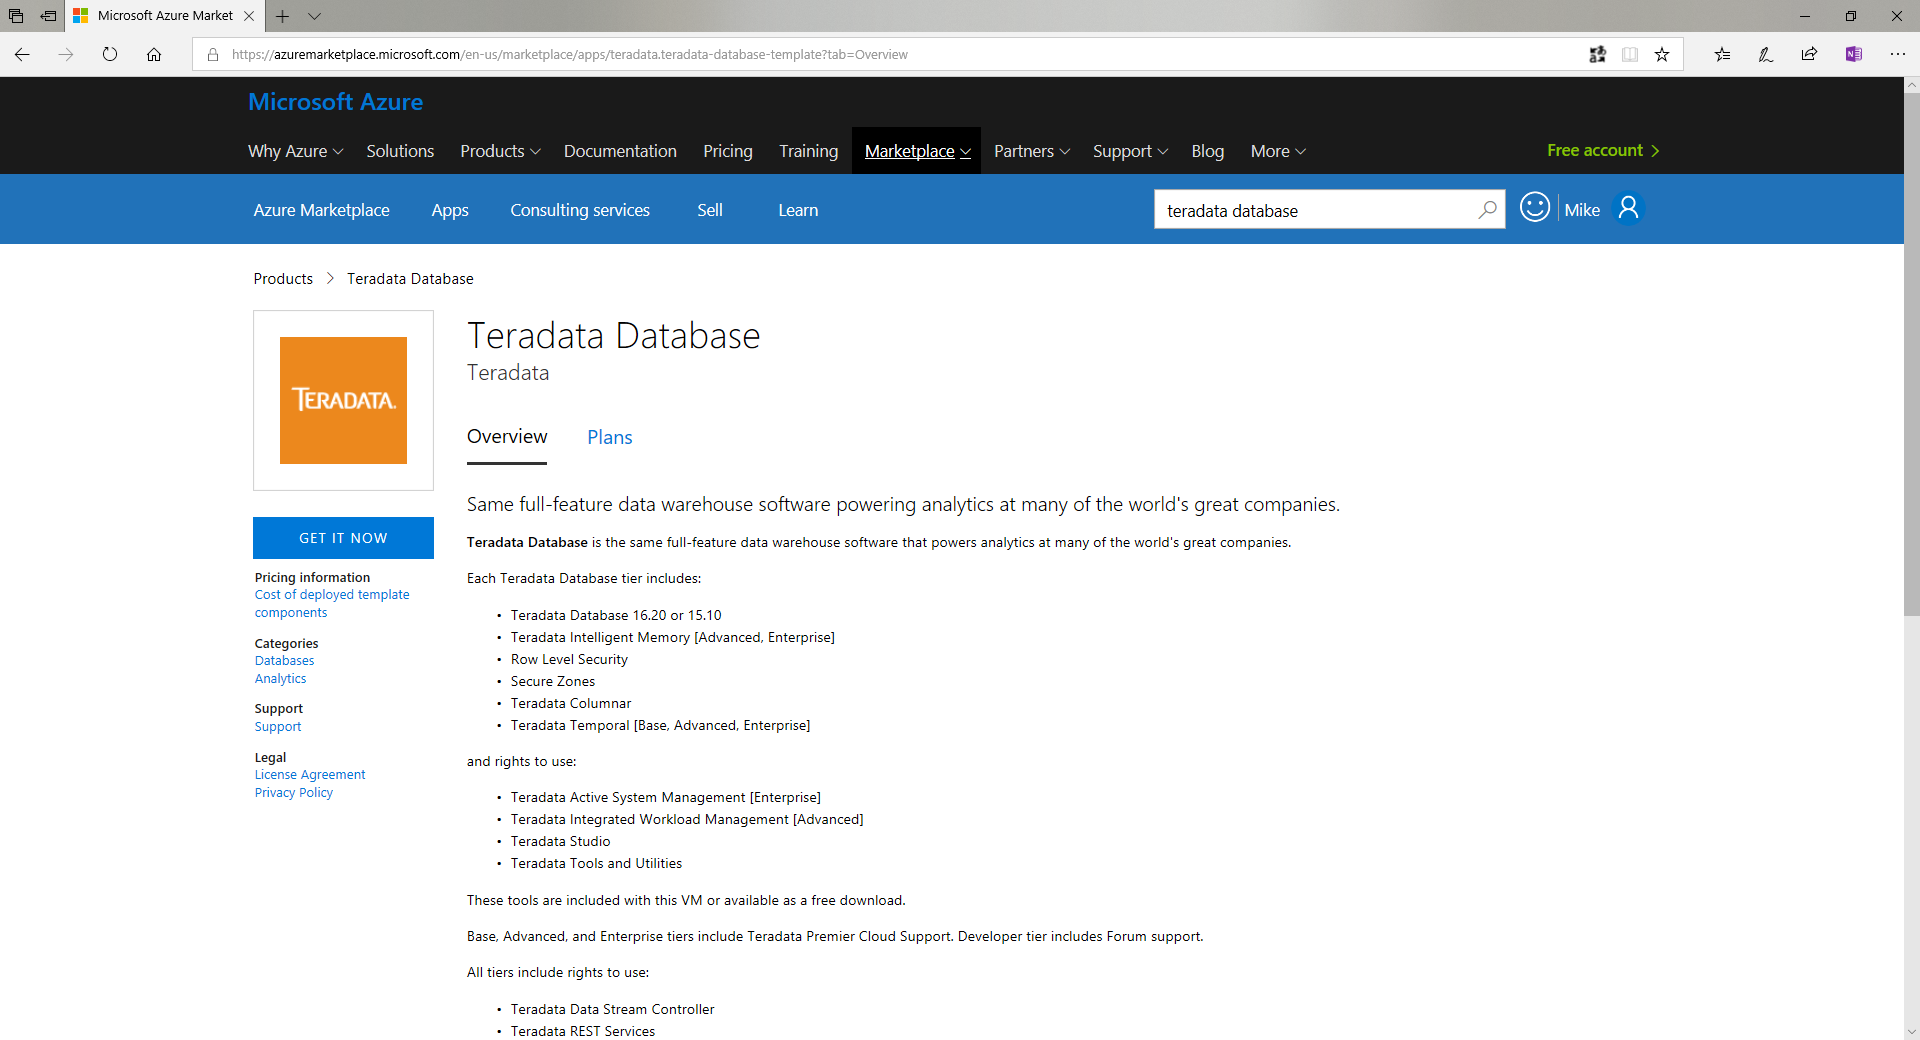 Microsoft Azure Market
https://azuremarketplace.microsoft.com/en-us/marketplace/apps/teradata.teradata-database-template?tab=Overview
Microsoft Azure
Why Azure Solutions Products Documentation Pricing Training Marketplace Partners Support Blog More Free account
Azure Marketplace Apps Consulting services Sell Learn teradata database Mike
Products > Teradata Database
TERADATA.
Teradata Database
Teradata
Overview Plans
Same full-feature data warehouse software powering analytics at many of the world's great companies.
Teradata Database is the same full-feature data warehouse software that powers analytics at many of the world's great companies.
Each Teradata Database tier includes:
• Teradata Database 16.20 or 15.10
• Teradata Intelligent Memory [Advanced, Enterprise]
• Row Level Security
• Secure Zones
• Teradata Columnar
• Teradata Temporal [Base, Advanced, Enterprise]
and rights to use:
• Teradata Active System Management [Enterprise]
• Teradata Integrated Workload Management [Advanced]
• Teradata Studio
• Teradata Tools and Utilities
These tools are included with this VM or available as a free download.
Base, Advanced, and Enterprise tiers include Teradata Premier Cloud Support. Developer tier includes Forum support.
All tiers include rights to use:
• Teradata Data Stream Controller
• Teradata REST Services
GET IT NOW
Pricing information
Cost of deployed template
components
Categories
Databases
Analytics
Support
Support
Legal
License Agreement
Privacy Policy